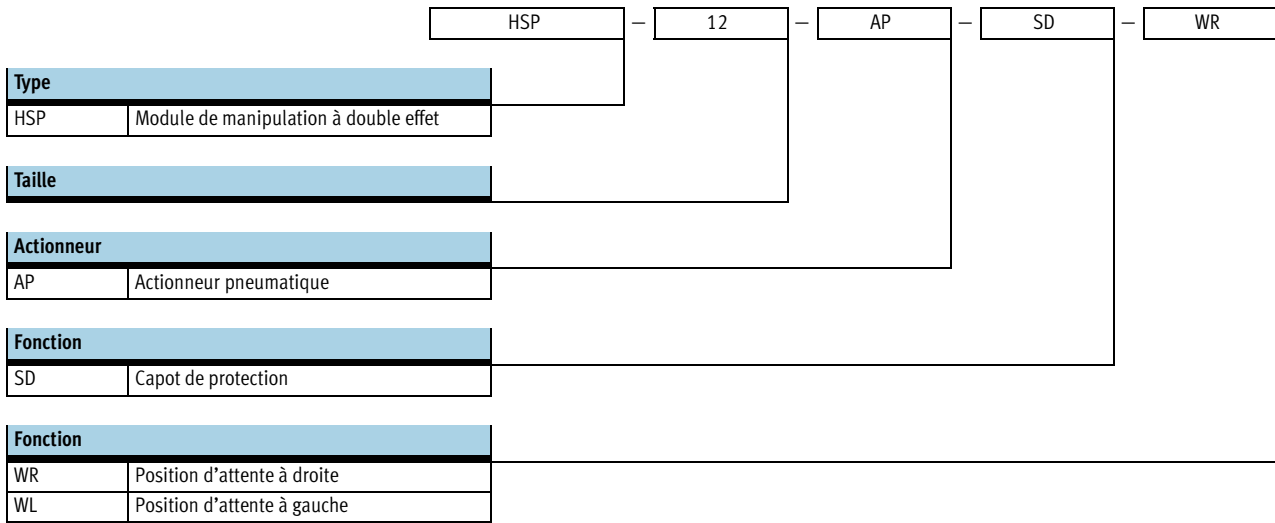 HSP – 12 – AP – SD – WR
Type
HSP Module de manipulation à double effet
Taille
Actionneur
AP Actionneur pneumatique
Fonction
SD Capot de protection
Fonction
WR Position d'attente à droite
WL Position d'attente à gauche